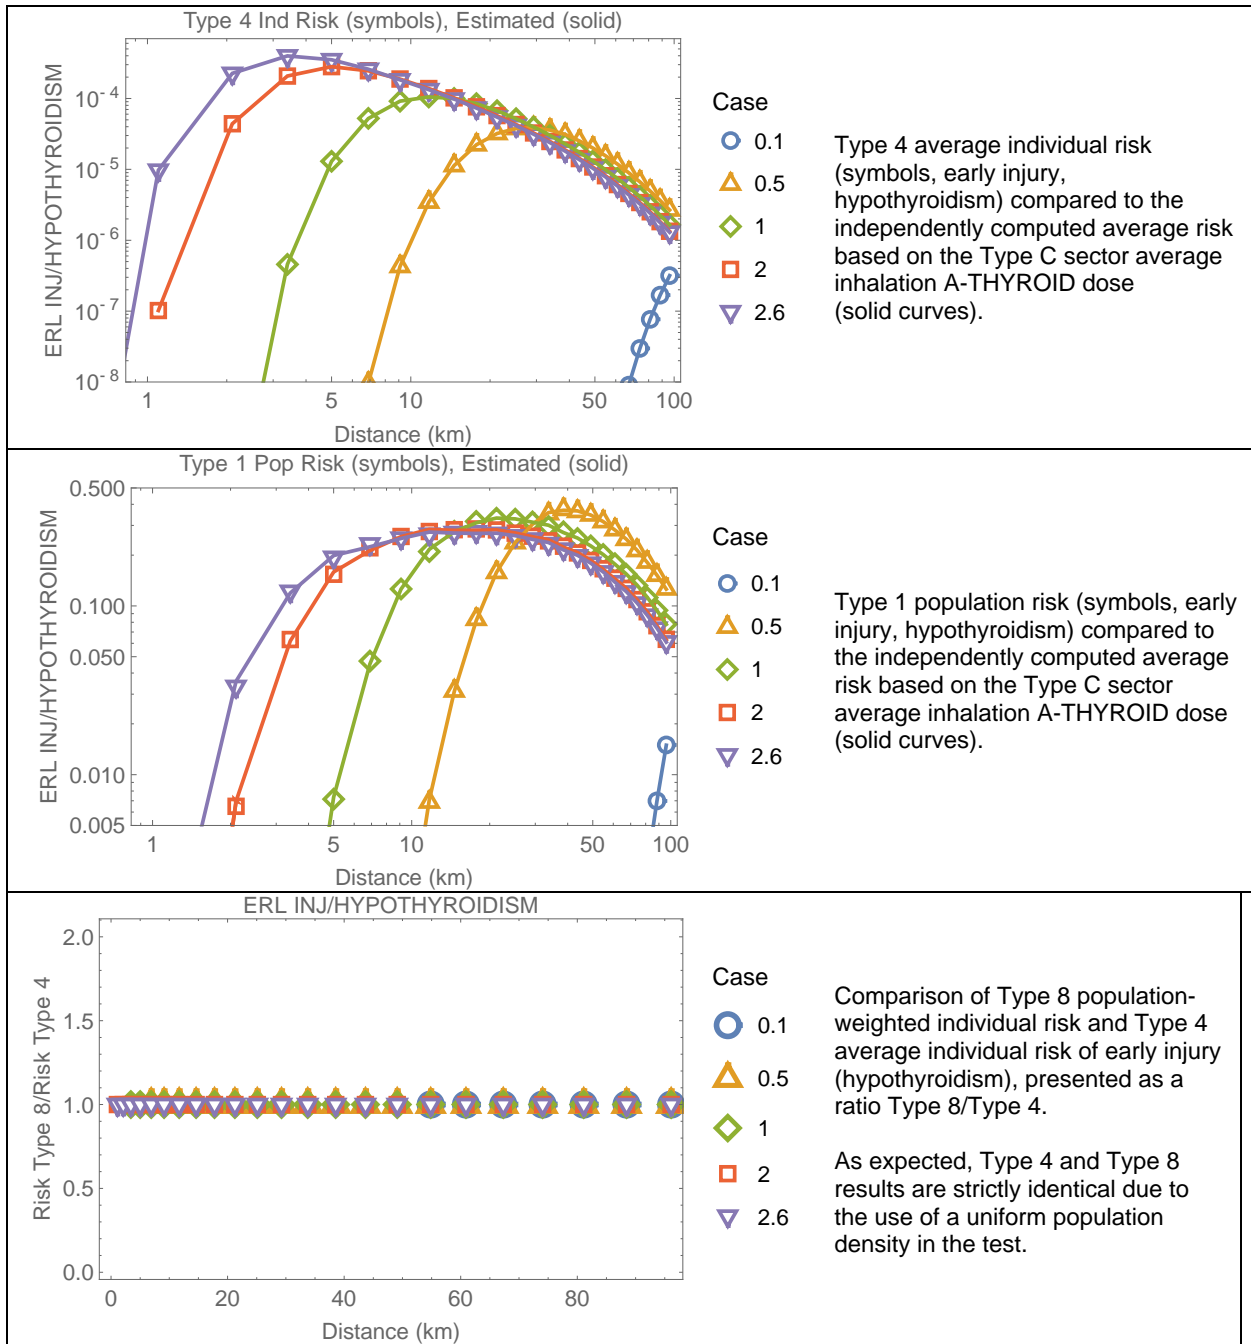 Type 4 Ind Risk (symbols), Estimated (solid)
ERL INJ/HYPOTHYROIDISM
10^-4
10^-5
10^-6
10^-7
10^-8
1
5
10
50
100
Distance (km)
Case
0.1
0.5
1
2
2.6
Type 4 average individual risk
(symbols, early injury,
hypothyroidism) compared to the
independently computed average risk
based on the Type C sector average
inhalation A-THYROID dose
(solid curves).
Type 1 Pop Risk (symbols), Estimated (solid)
ERL INJ/HYPOTHYROIDISM
0.500
0.100
0.050
0.010
0.005
1
5
10
50
100
Distance (km)
Case
0.1
0.5
1
2
2.6
Type 1 population risk (symbols, early
injury, hypothyroidism) compared to
the independently computed average
risk based on the Type C sector
average inhalation A-THYROID dose
(solid curves).
ERL INJ/HYPOTHYROIDISM
Risk Type 8/Risk Type 4
2.0
1.5
1.0
0.5
0.0
0
20
40
60
80
Distance (km)
Case
0.1
0.5
1
2
2.6
Comparison of Type 8 population-
weighted individual risk and Type 4
average individual risk of early injury
(hypothyroidism), presented as a
ratio Type 8/Type 4.
As expected, Type 4 and Type 8
results are strictly identical due to
the use of a uniform population
density in the test.